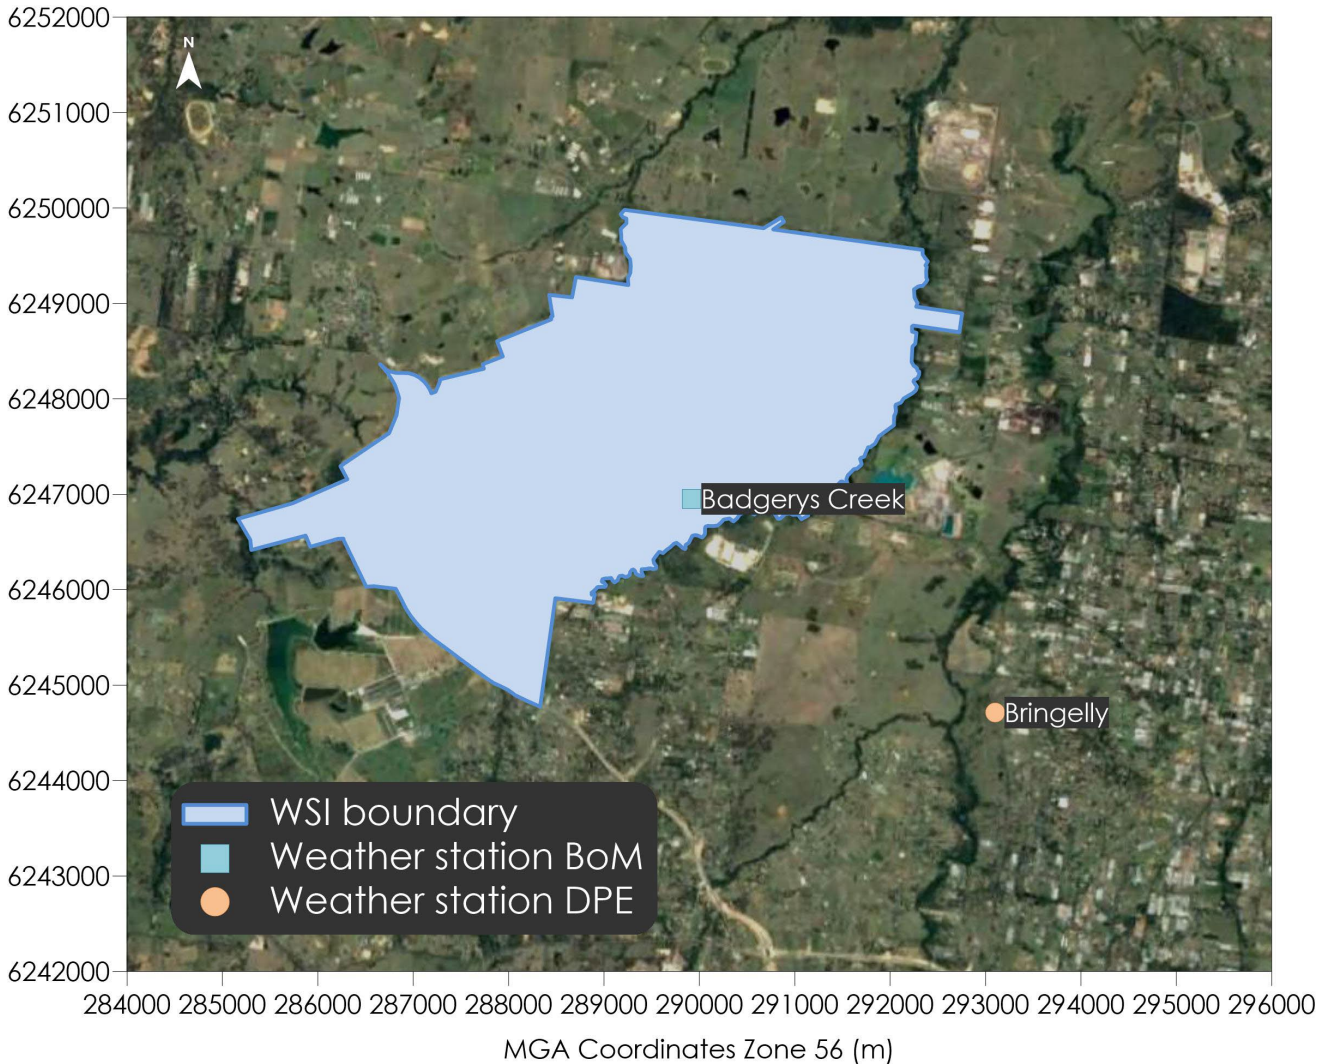 6252000
N
6251000
6250000
6249000
6248000
6247000
Badgerys Creek
6246000
6245000
Bringelly
6244000
WSI boundary
Weather station BoM
6243000
Weather station DPE
6242000
284000 285000 286000 287000 288000 289000 290000 291000 292000 293000 294000 295000 296000
MGA Coordinates Zone 56 (m)